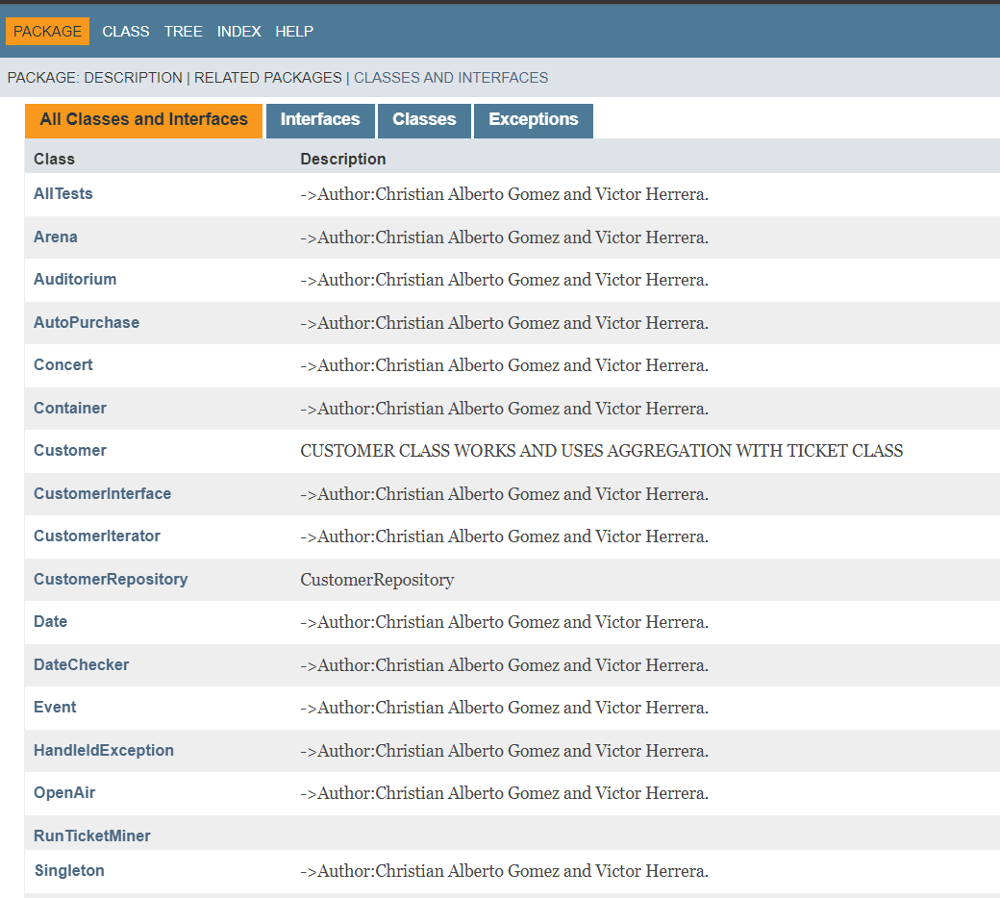 PACKAGE CLASS TREE INDEX HELP
PACKAGE: DESCRIPTION | RELATED PACKAGES | CLASSES AND INTERFACES
All Classes and Interfaces Interfaces Classes Exceptions
Class Description
AllTests ->Author:Christian Alberto Gomez and Victor Herrera.
Arena ->Author:Christian Alberto Gomez and Victor Herrera.
Auditorium ->Author:Christian Alberto Gomez and Victor Herrera.
AutoPurchase ->Author:Christian Alberto Gomez and Victor Herrera.
Concert ->Author:Christian Alberto Gomez and Victor Herrera.
Container ->Author:Christian Alberto Gomez and Victor Herrera.
Customer CUSTOMER CLASS WORKS AND USES AGGREGATION WITH TICKET CLASS
CustomerInterface ->Author:Christian Alberto Gomez and Victor Herrera.
CustomerIterator ->Author:Christian Alberto Gomez and Victor Herrera.
CustomerRepository CustomerRepository
Date ->Author:Christian Alberto Gomez and Victor Herrera.
DateChecker ->Author:Christian Alberto Gomez and Victor Herrera.
Event ->Author:Christian Alberto Gomez and Victor Herrera.
HandleIdException ->Author:Christian Alberto Gomez and Victor Herrera.
OpenAir ->Author:Christian Alberto Gomez and Victor Herrera.
RunTicketMiner
Singleton ->Author:Christian Alberto Gomez and Victor Herrera.